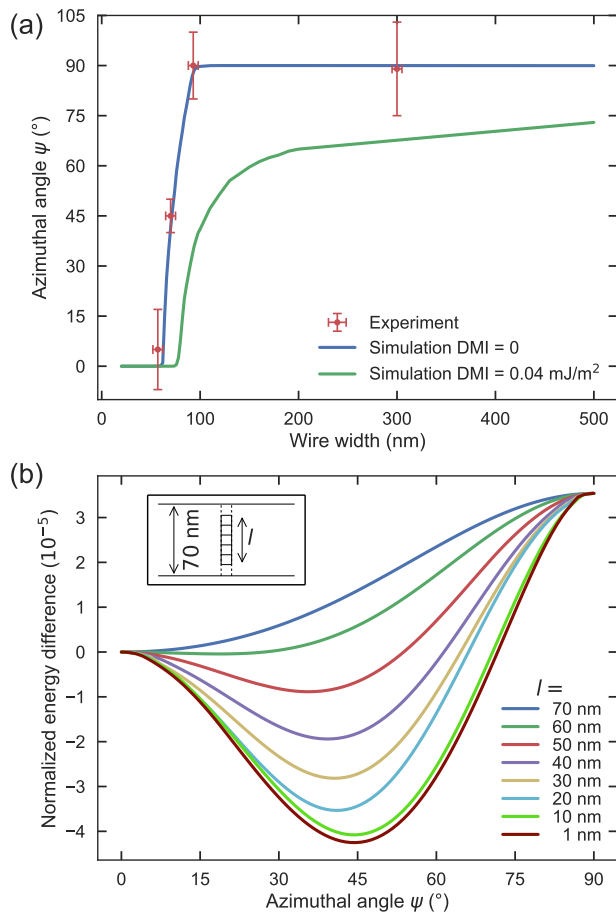 (a)
105
90
75
60
45
30
15
0
Azimuthal angle ψ (°)
Experiment
Simulation DMI = 0
Simulation DMI = 0.04 mJ/m²
0 100 200 300 400 500
Wire width (nm)
(b)
4
3
2
1
0
−1
−2
−3
−4
Normalized energy difference (10⁻⁵)
70 nm
l
l =
70 nm
60 nm
50 nm
40 nm
30 nm
20 nm
10 nm
1 nm
0 15 30 45 60 75 90
Azimuthal angle ψ (°)